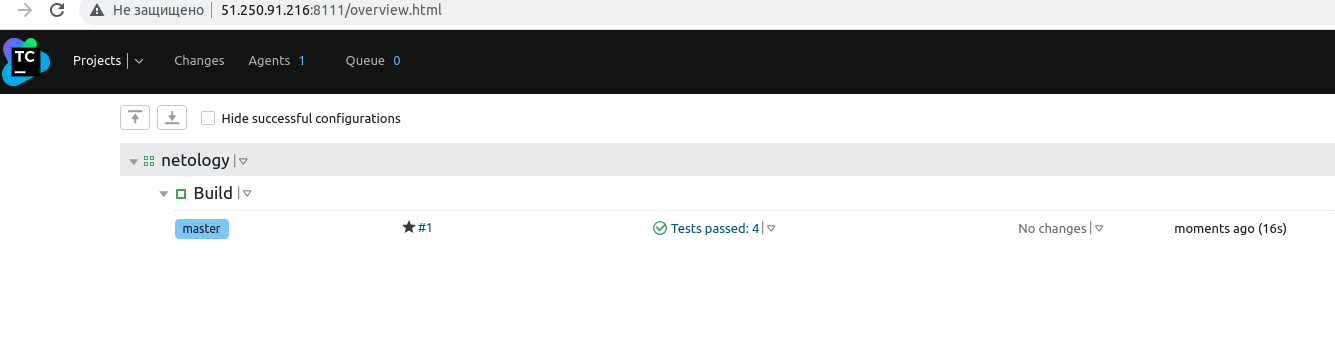 Не защищено 51.250.91.216:8111/overview.html
TC
Projects Changes Agents 1 Queue 0
Hide successful configurations
netology
Build
master #1 Tests passed: 4 No changes moments ago (16s)